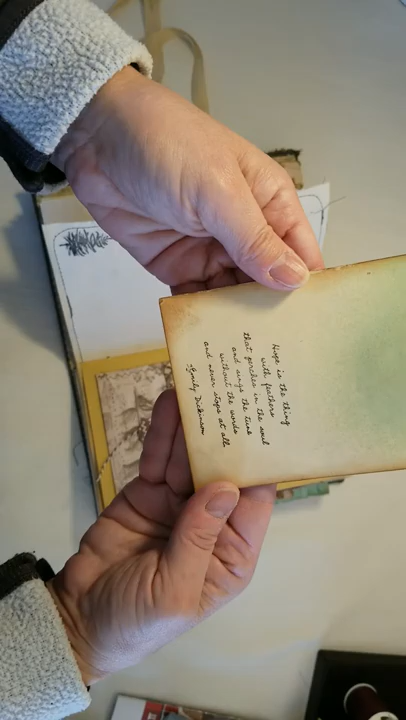 Hope is the thing
with feathers
that perches in the soul
and sings the tune
without the words
and never stops at all
Emily Dickinson